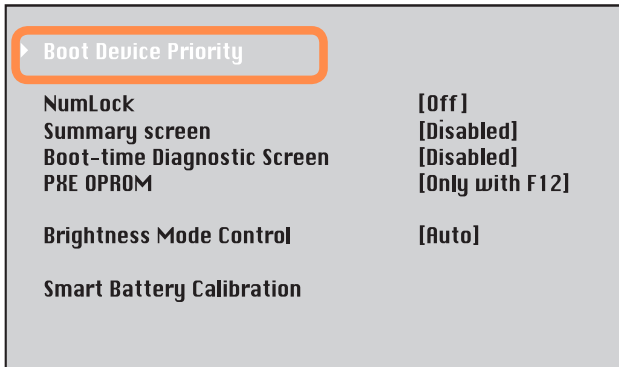 Boot Device Priority
NumLock [Off]
Summary screen [Disabled]
Boot-time Diagnostic Screen [Disabled]
PXE OPROM [Only with F12]
Brightness Mode Control [Auto]
Smart Battery Calibration